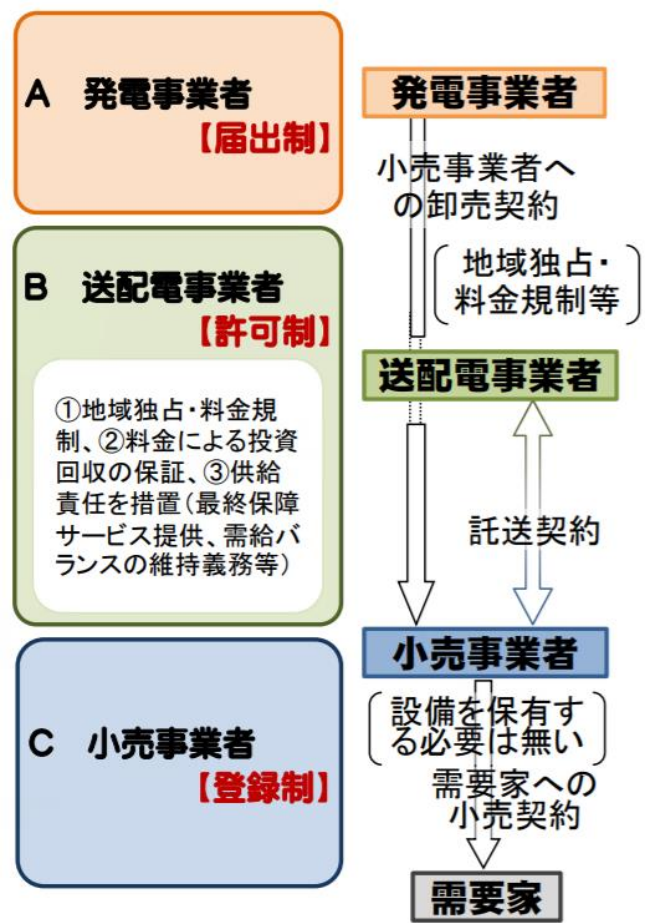 A 発電事業者
【届出制】
B 送配電事業者
【許可制】
①地域独占・料金規
制、②料金による投資
回収の保証、③供給
責任を措置(最終保障
サービス提供、需給バ
ランスの維持義務等)
C 小売事業者
【登録制】
発電事業者
小売事業者へ
の卸売契約
地域独占・
料金規制等
送配電事業者
託送契約
小売事業者
設備を保有す
る必要は無い
需要家への
小売契約
需要家